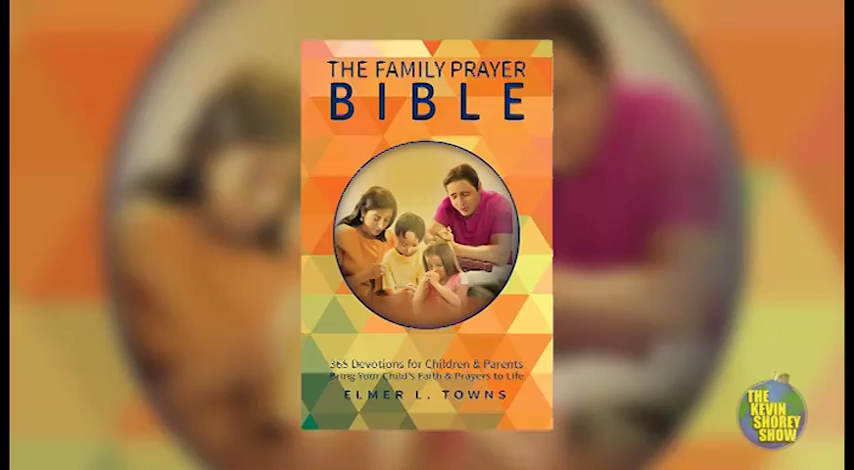 THE FAMILY PRAYER
BIBLE
365 Devotions for Children & Parents
Bring Your Child's Faith & Prayers to Life
ELMER L. TOWNS
THE
KEVIN
SHOREY
SHOW